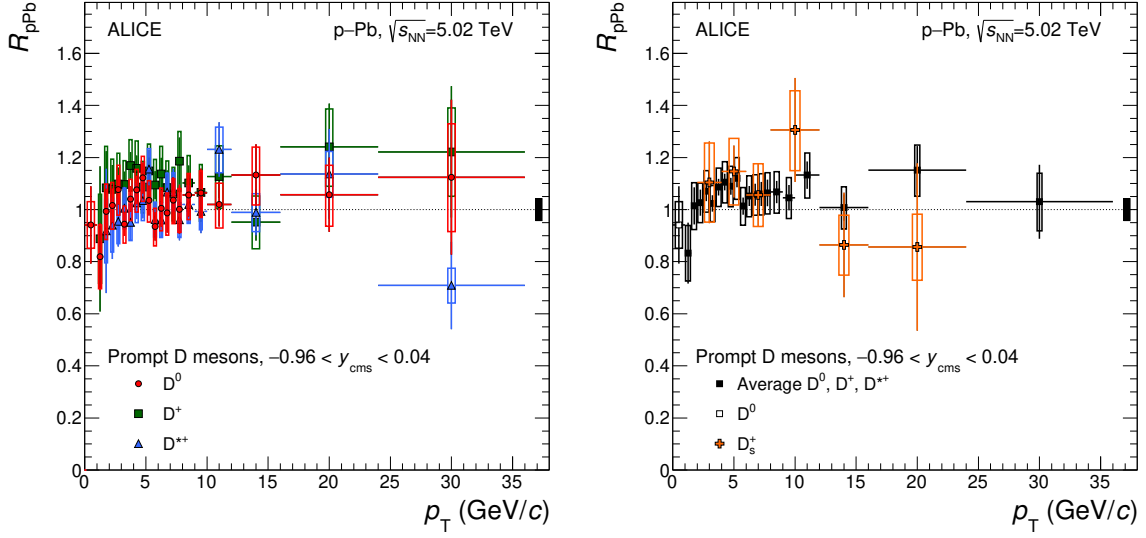 R_pPb
ALICE
p–Pb, √s_NN=5.02 TeV
1.6
1.4
1.2
1
0.8
0.6
0.4
0.2
0
Prompt D mesons, –0.96 < y_cms < 0.04
D⁰
D⁺
D*⁺
0 5 10 15 20 25 30 35
p_T (GeV/c)
R_pPb
ALICE
p–Pb, √s_NN=5.02 TeV
1.6
1.4
1.2
1
0.8
0.6
0.4
0.2
0
Prompt D mesons, –0.96 < y_cms < 0.04
Average D⁰, D⁺, D*⁺
D⁰
D_s⁺
0 5 10 15 20 25 30 35
p_T (GeV/c)